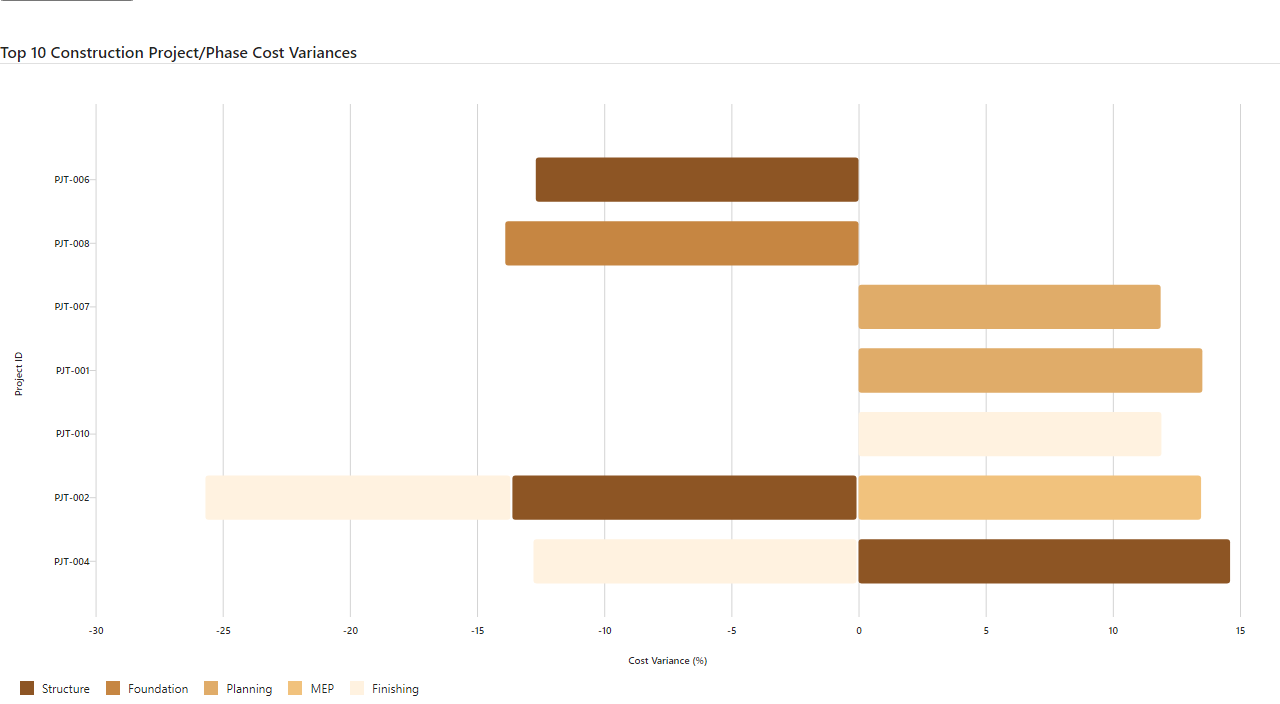 Top 10 Construction Project/Phase Cost Variances
PJT-006
PJT-008
PJT-007
PJT-001
PJT-010
PJT-002
PJT-004
Project ID
-30 -25 -20 -15 -10 -5 0 5 10 15
Cost Variance (%)
Structure Foundation Planning MEP Finishing